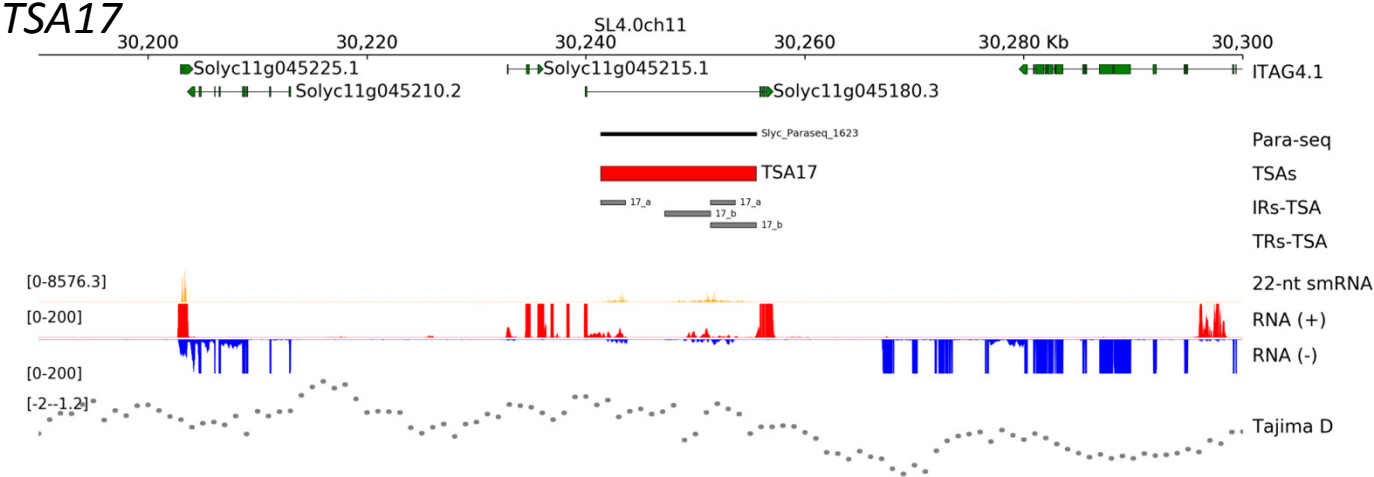 TSA17
SL4.0ch11
30,200 30,220 30,240 30,260 30,280 Kb 30,300
Solyc11g045225.1 Solyc11g045215.1 ITAG4.1
Solyc11g045210.2 Solyc11g045180.3
Slyc_Paraseq_1623 Para-seq
TSA17 TSAs
17_a 17_a IRs-TSA
17_b
17_b TRs-TSA
[0-8576.3] 22-nt smRNA
[0-200] RNA (+)
RNA (-)
[0-200]
[-2--1.2] Tajima D